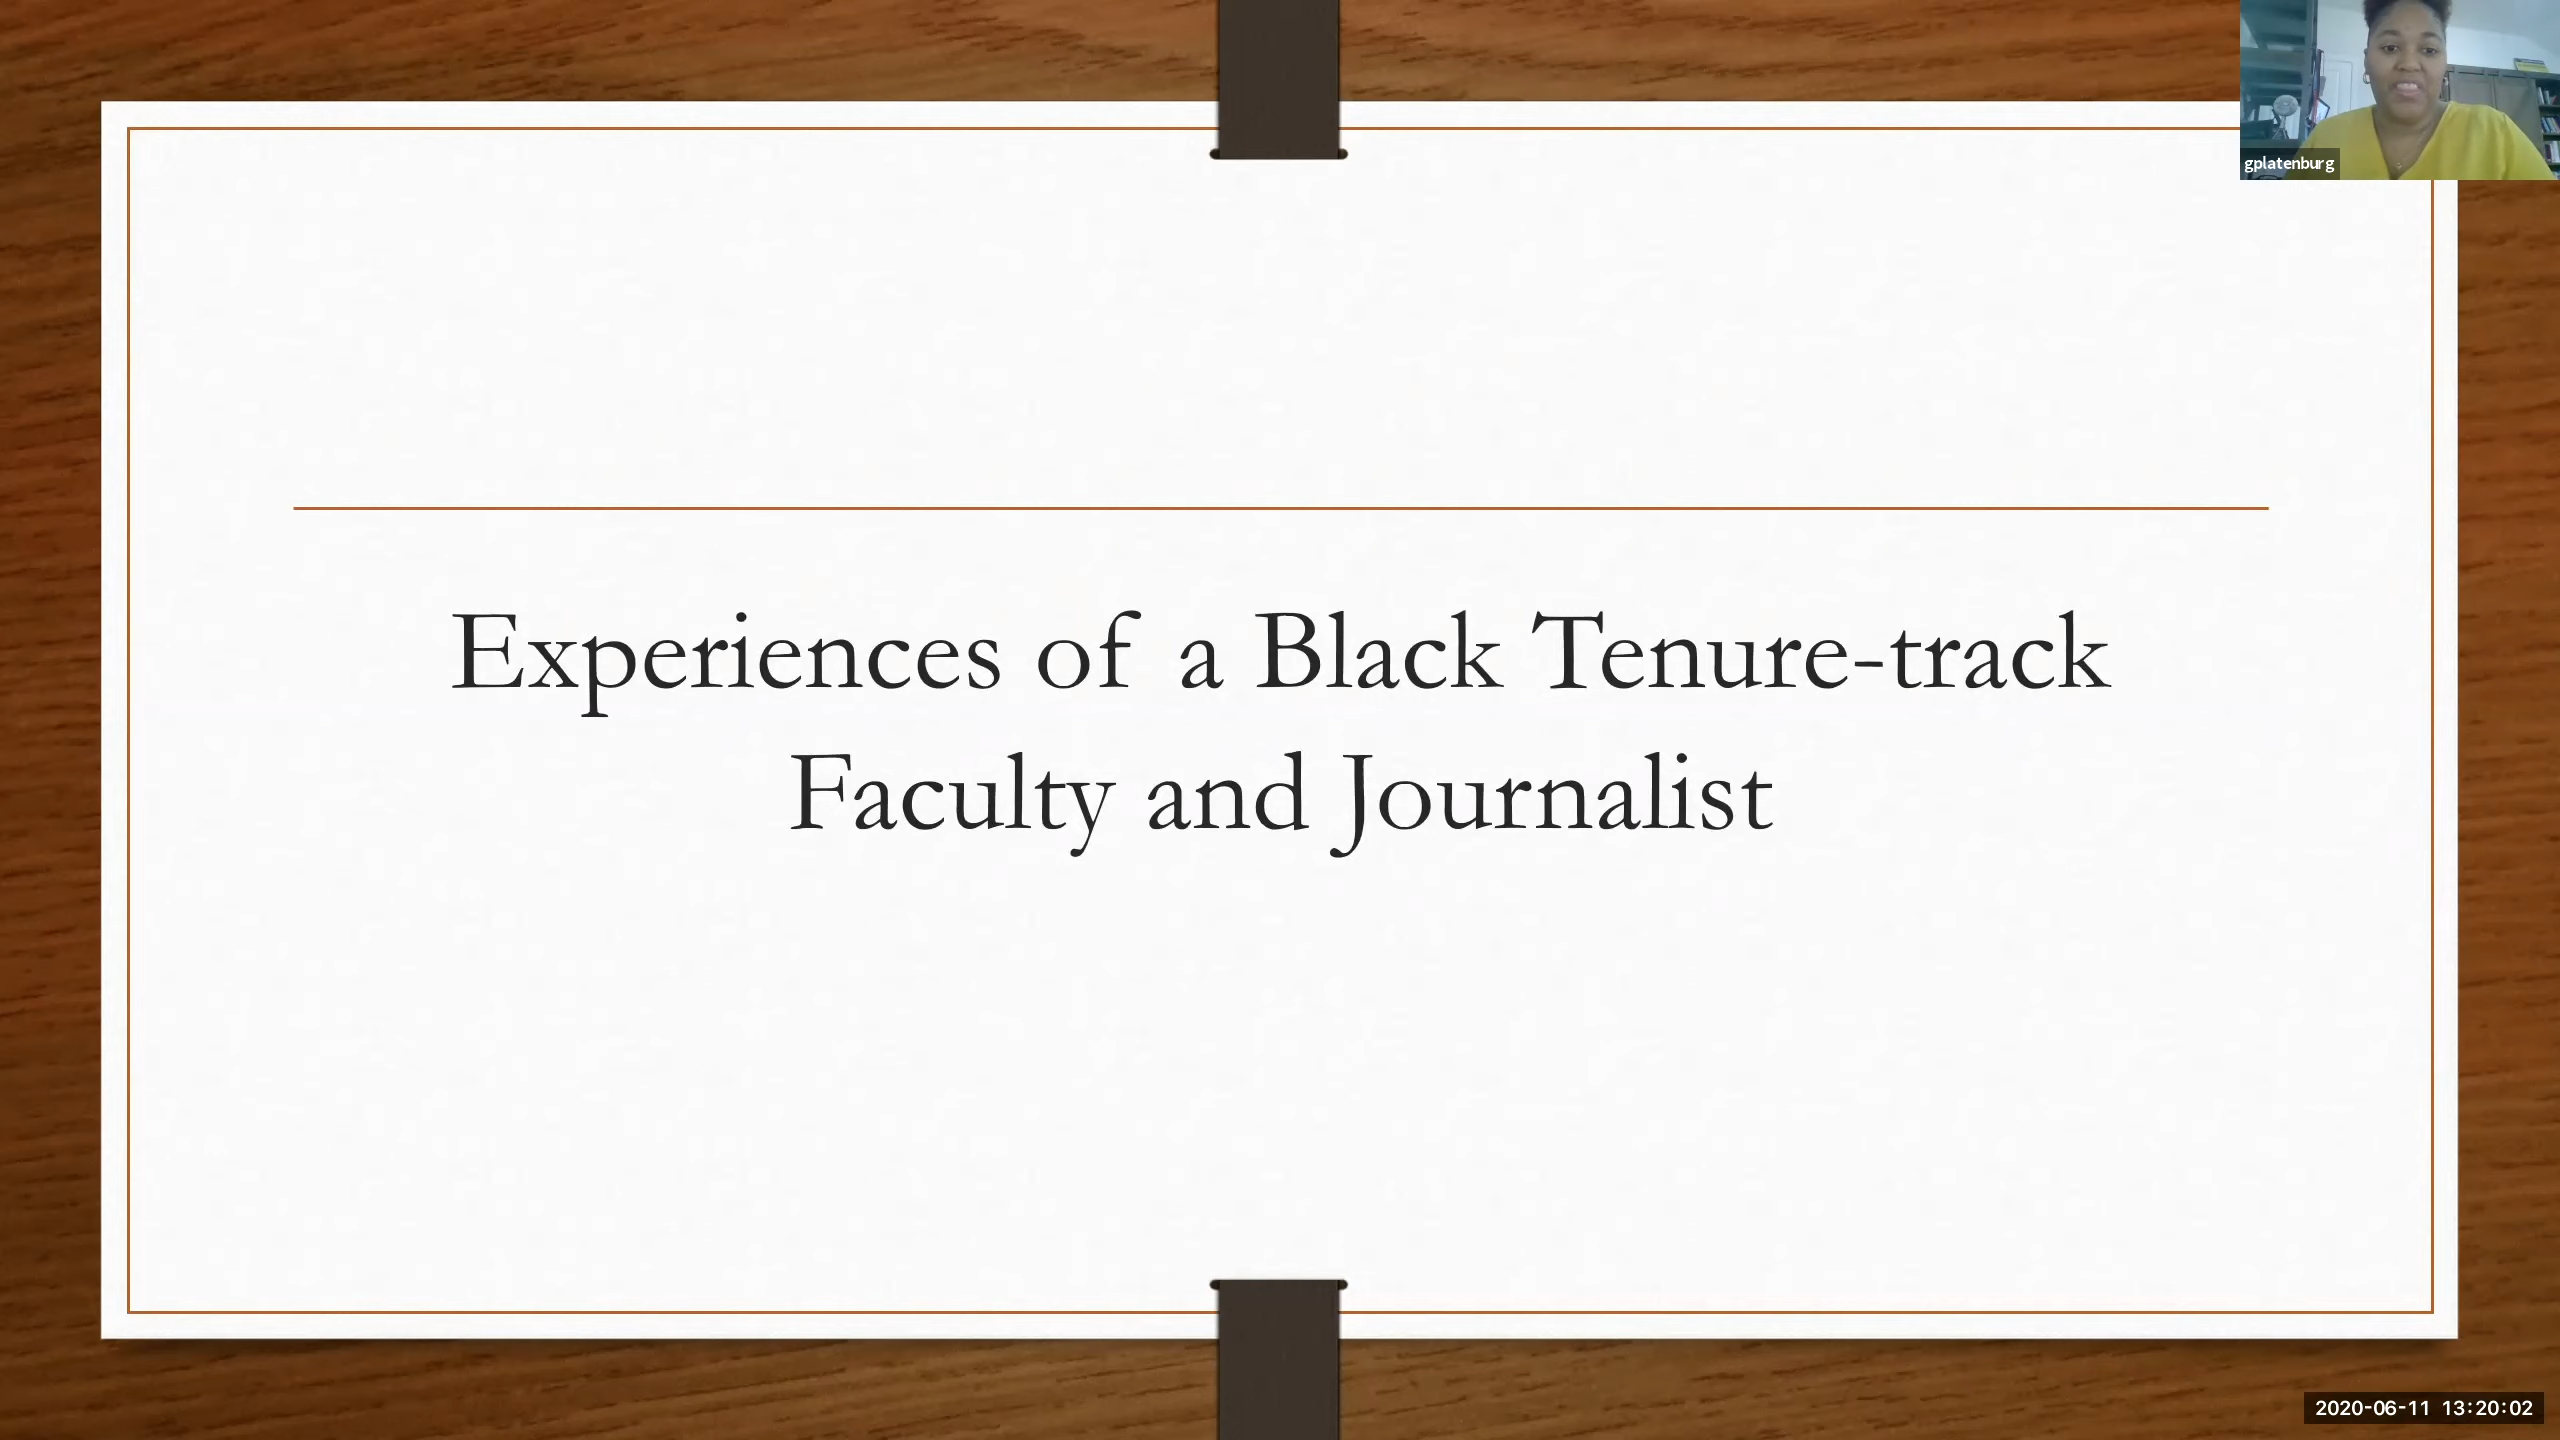 gplatenburg
Experiences of a Black Tenure-track
Faculty and Journalist
2020-06-11 13:20:02